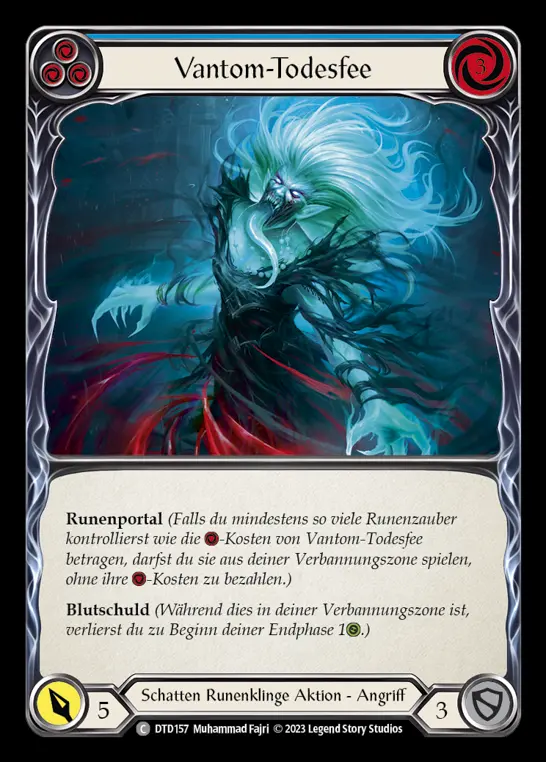 Vantom-Todesfee
3
Runenportal (Falls du mindestens so viele Runenzauber
kontrollierst wie die -Kosten von Vantom-Todesfee
betragen, darfst du sie aus deiner Verbannungszone spielen,
ohne ihre -Kosten zu bezahlen.)
Blutschuld (Während dies in deiner Verbannungszone ist,
verlierst du zu Beginn deiner Endphase 1.)
5
Schatten Runenklinge Aktion - Angriff
3
C DTD157 Muhammad Fajri © 2023 Legend Story Studios